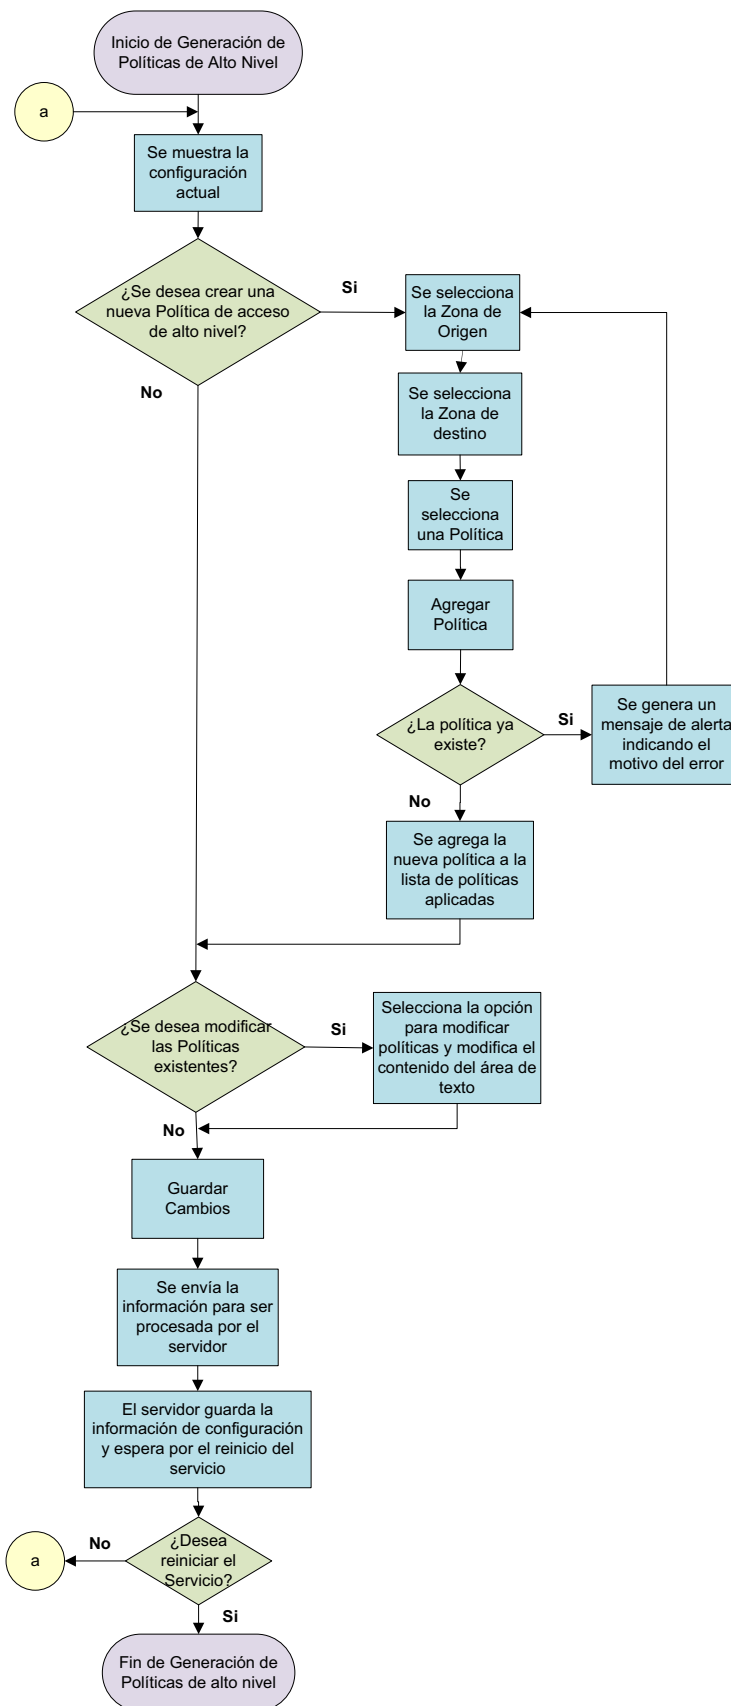 Inicio de Generación de
Políticas de Alto Nivel
a
Se muestra la
configuración
actual
¿Se desea crear una
nueva Política de acceso
de alto nivel?
Si
Se selecciona
la Zona de
Origen
No
Se selecciona
la Zona de
destino
Se
selecciona
una Política
Agregar
Política
¿La política ya
existe?
Si
Se genera un
mensaje de alerta
indicando el
motivo del error
No
Se agrega la
nueva política a la
lista de políticas
aplicadas
¿Se desea modificar
las Políticas
existentes?
Si
Selecciona la opción
para modificar
políticas y modifica el
contenido del área de
texto
No
Guardar
Cambios
Se envía la
información para ser
procesada por el
servidor
El servidor guarda la
información de configuración
y espera por el reinicio del
servicio
¿Desea
reiniciar el
Servicio?
No
a
Si
Fin de Generación de
Políticas de alto nivel